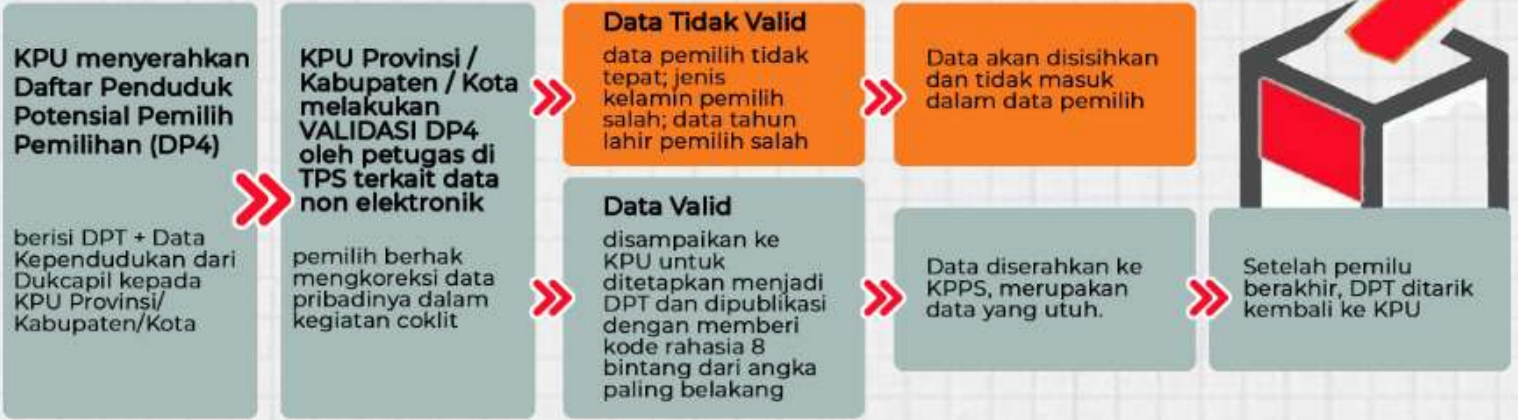 KPU menyerahkan
Daftar Penduduk
Potensial Pemilih
Pemilihan (DP4)
berisi DPT + Data
Kependudukan dari
Dukcapil kepada
KPU Provinsi/
Kabupaten/Kota
KPU Provinsi /
Kabupaten / Kota
melakukan
VALIDASI DP4
oleh petugas di
TPS terkait data
non elektronik
pemilih berhak
mengkoreksi data
pribadinya dalam
kegiatan coklit
Data Tidak Valid
data pemilih tidak
tepat; jenis
kelamin pemilih
salah; data tahun
lahir pemilih salah
Data akan disisihkan
dan tidak masuk
dalam data pemilih
Data Valid
disampaikan ke
KPU untuk
ditetapkan menjadi
DPT dan dipublikasi
dengan memberi
kode rahasia 8
bintang dari angka
paling belakang
Data diserahkan ke
KPPS, merupakan
data yang utuh.
Setelah pemilu
berakhir, DPT ditarik
kembali ke KPU